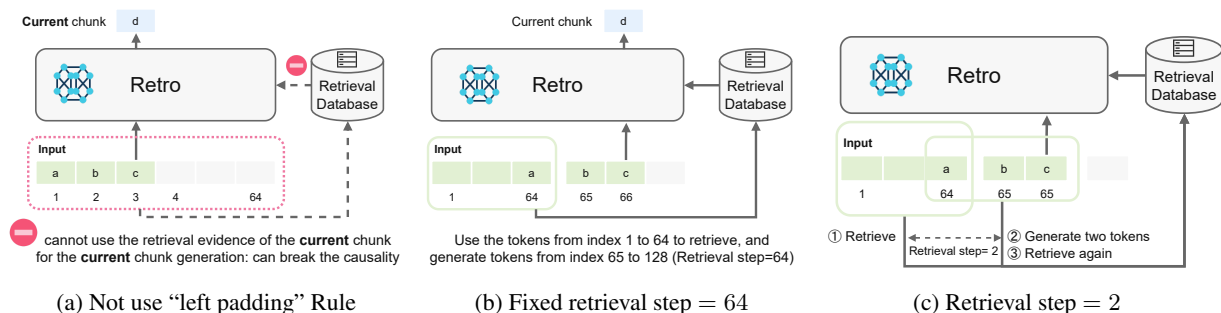 Current chunk d
Retro
Retrieval
Database
Input
a b c
1 2 3 4 64
cannot use the retrieval evidence of the current chunk
for the current chunk generation: can break the causality
(a) Not use “left padding” Rule
Current chunk d
Retro
Retrieval
Database
Input
a b c
1 64 65 66
Use the tokens from index 1 to 64 to retrieve, and
generate tokens from index 65 to 128 (Retrieval step=64)
(b) Fixed retrieval step = 64
Retro
Retrieval
Database
Input
a b c
1 64 65 65
① Retrieve
Retrieval step= 2
② Generate two tokens
③ Retrieve again
(c) Retrieval step = 2